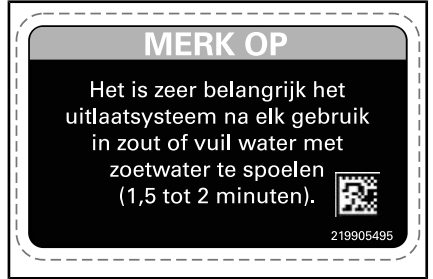 MERK OP
Het is zeer belangrijk het
uitlaatsysteem na elk gebruik
in zout of vuil water met
zoetwater te spoelen
(1,5 tot 2 minuten).
219905495